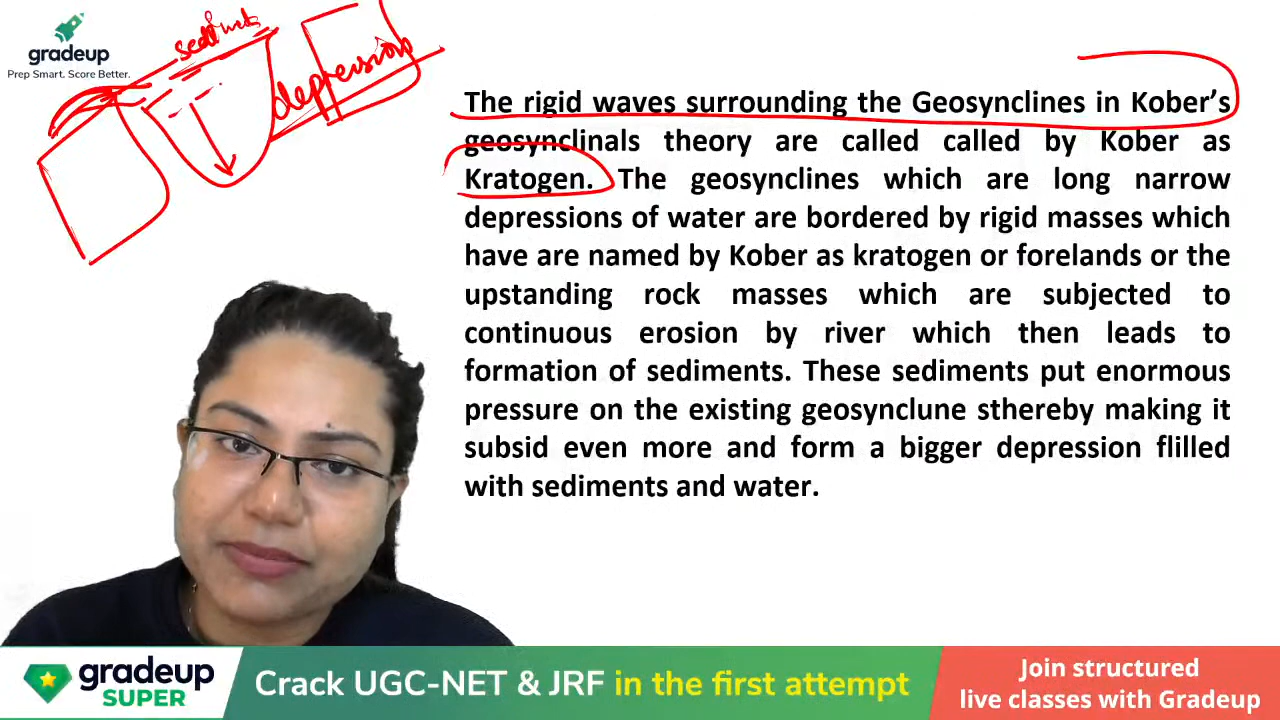 gradeup
Prep Smart. Score Better.
depression
The rigid waves surrounding the Geosynclines in Kober’s
geosynclinals theory are called called by Kober as
Kratogen. The geosynclines which are long narrow
depressions of water are bordered by rigid masses which
have are named by Kober as kratogen or forelands or the
upstanding rock masses which are subjected to
continuous erosion by river which then leads to
formation of sediments. These sediments put enormous
pressure on the existing geosynclune sthereby making it
subsid even more and form a bigger depression flilled
with sediments and water.
gradeup
SUPER
Crack UGC-NET & JRF in the first attempt
Join structured
live classes with Gradeup